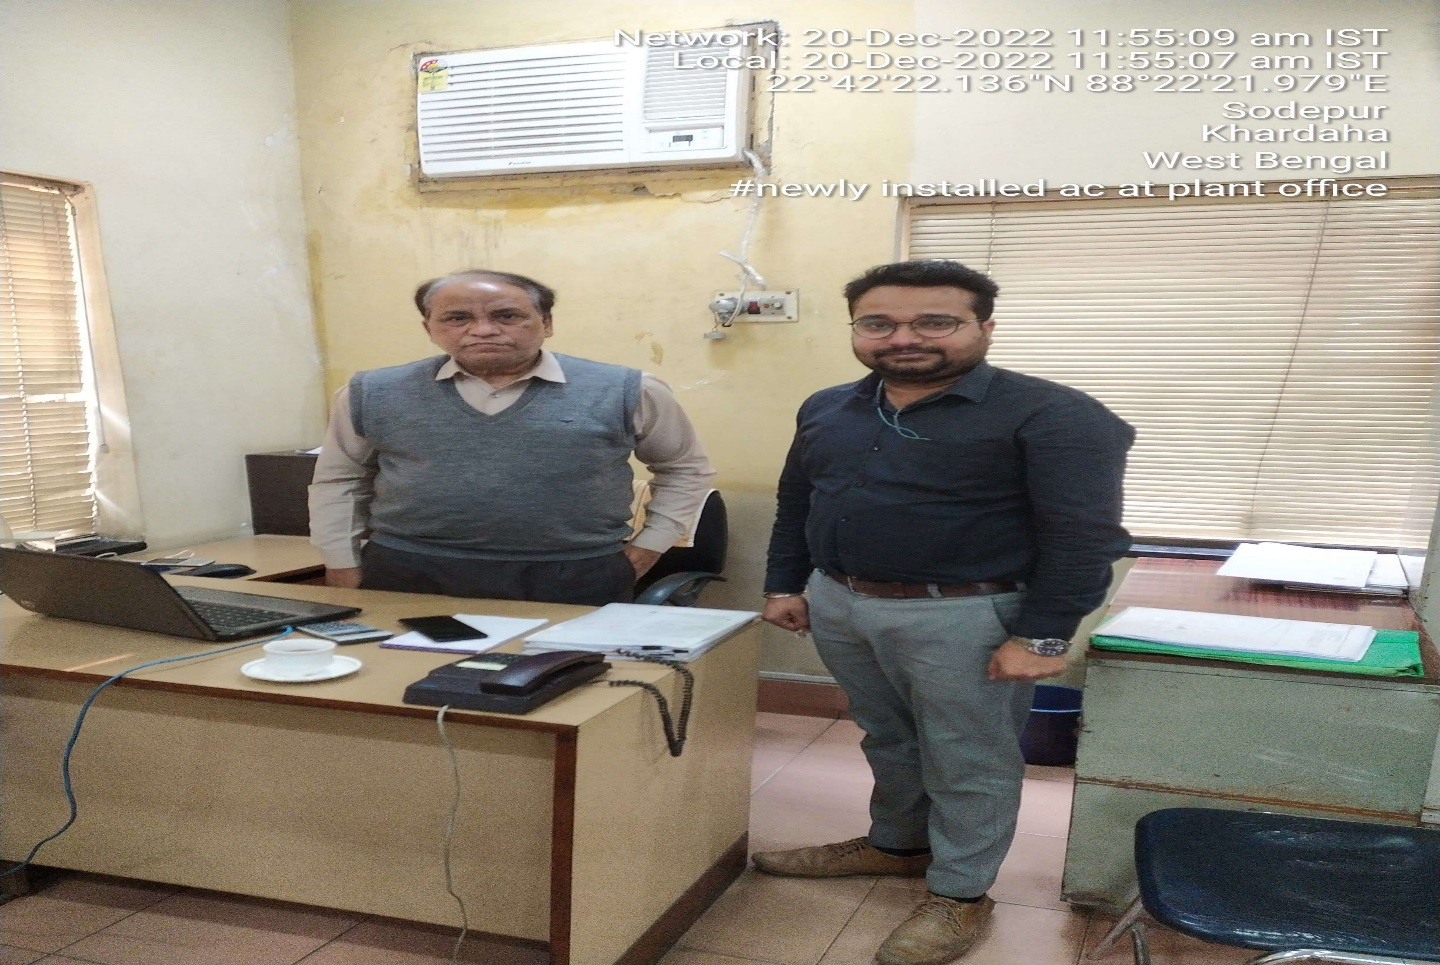 Network: 20-Dec-2022 11:55:09 am IST
Local: 20-Dec-2022 11:55:07 am IST
22°42'22.136"N 88°22'21.979"E
Sodepur
Khardaha
West Bengal
#newly installed ac at plant office